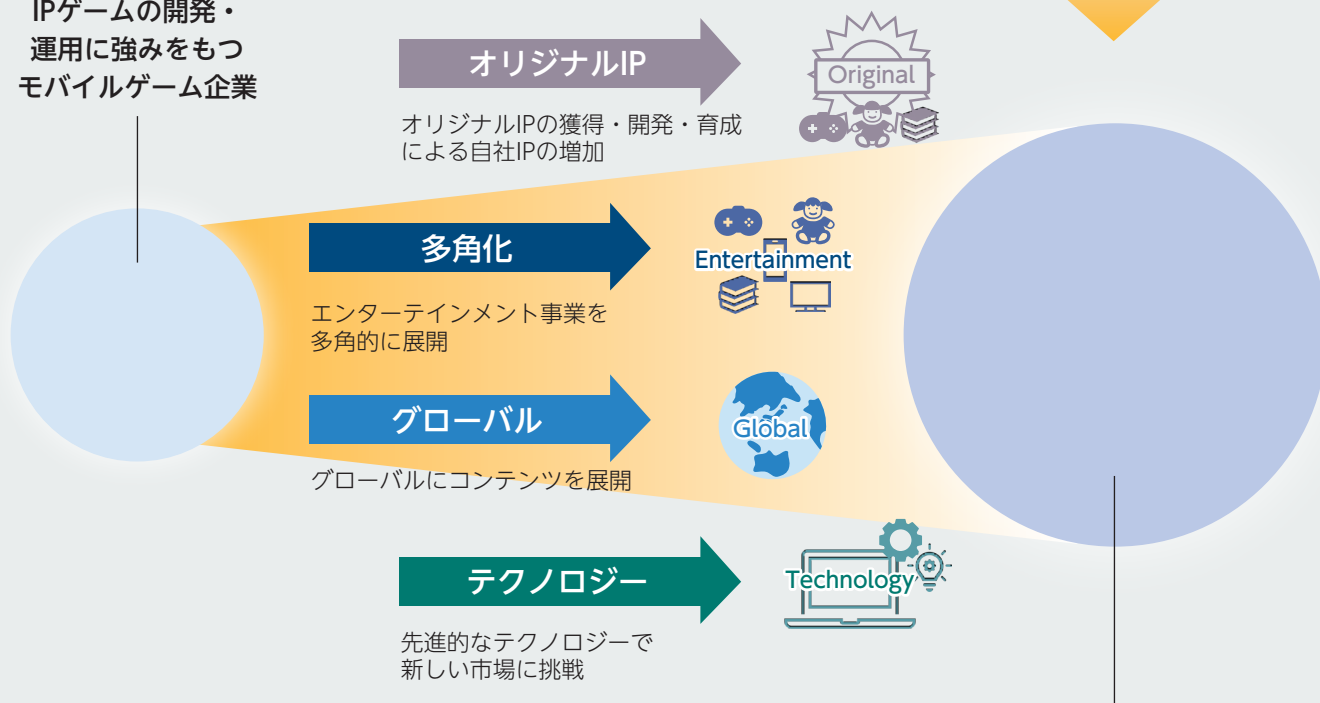 IPゲームの開発・
運用に強みをもつ
モバイルゲーム企業
オリジナルIP
Original
オリジナルIPの獲得・開発・育成
による自社IPの増加
多角化
Entertainment
エンターテインメント事業を
多角的に展開
グローバル
Global
グローバルにコンテンツを展開
テクノロジー
Technology
先進的なテクノロジーで
新しい市場に挑戦